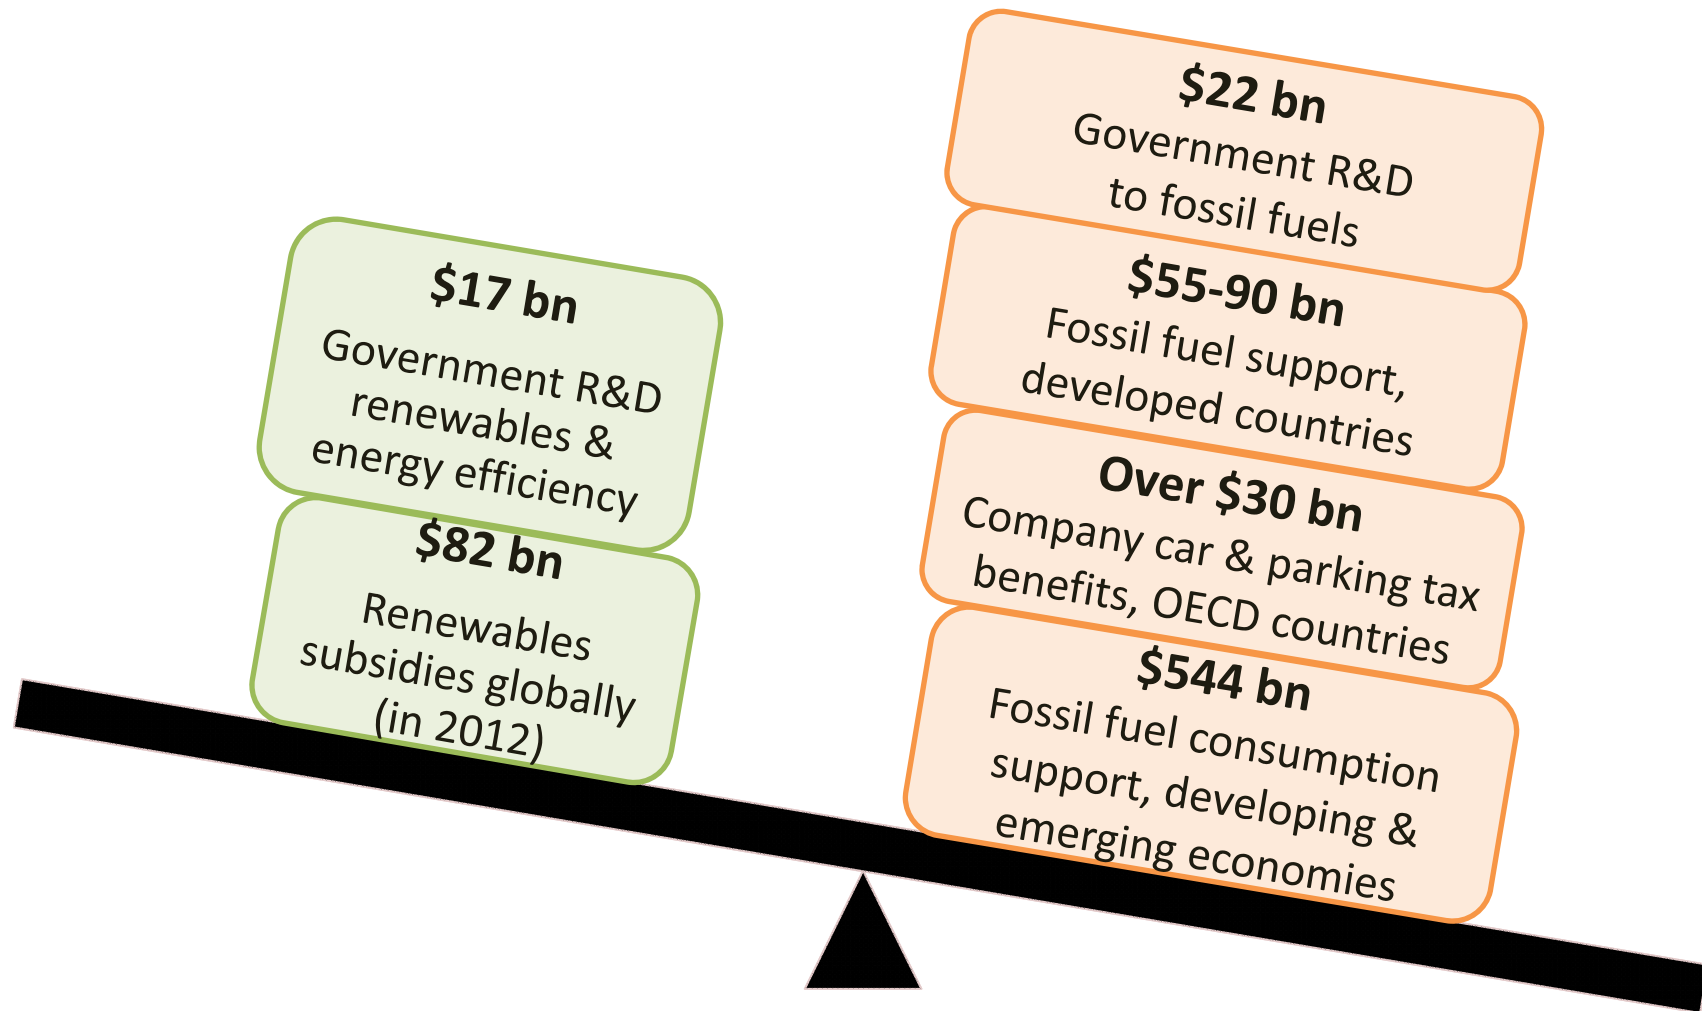 $17 bn
Government R&D
renewables &
energy efficiency
$82 bn
Renewables
subsidies globally
(in 2012)
$22 bn
Government R&D
to fossil fuels
$55-90 bn
Fossil fuel support,
developed countries
Over $30 bn
Company car & parking tax
benefits, OECD countries
$544 bn
Fossil fuel consumption
support, developing &
emerging economies